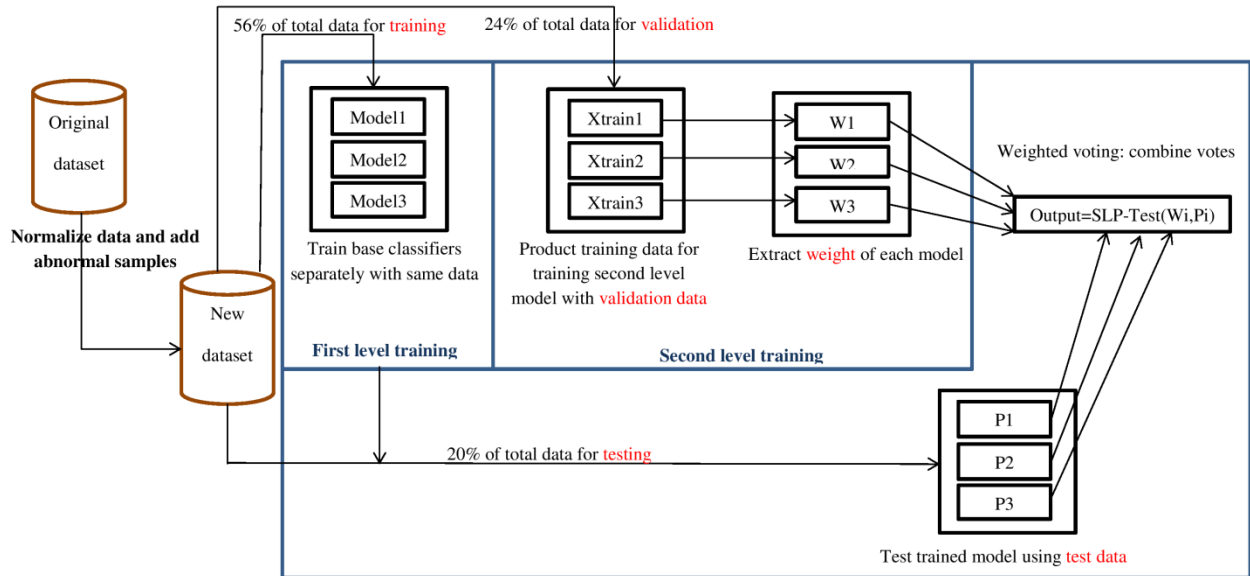 56% of total data for training
24% of total data for validation
Original
dataset
Normalize data and add
abnormal samples
New
dataset
Model1
Model2
Model3
Train base classifiers
separately with same data
First level training
Xtrain1
Xtrain2
Xtrain3
Product training data for
training second level
model with validation data
W1
W2
W3
Extract weight of each model
Second level training
Weighted voting: combine votes
Output=SLP-Test(Wi,Pi)
20% of total data for testing
P1
P2
P3
Test trained model using test data